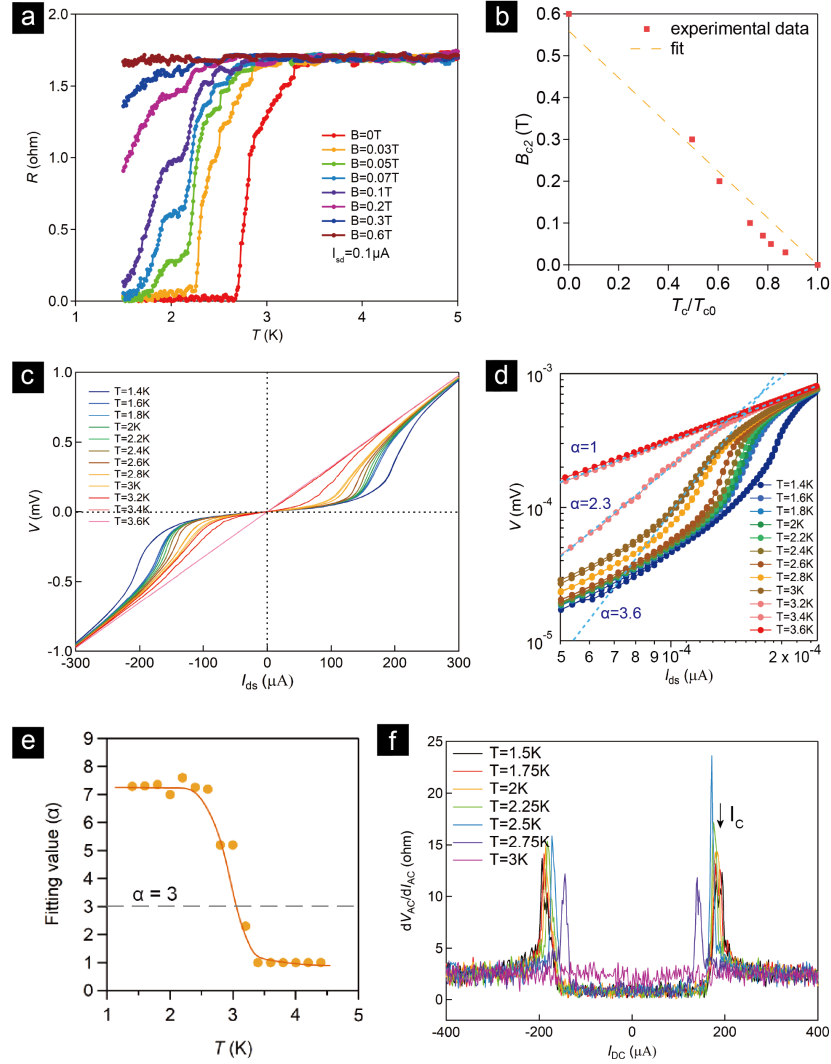 a
R (ohm)
2.0
1.5
1.0
0.5
0.0
B=0T
B=0.03T
B=0.05T
B=0.07T
B=0.1T
B=0.2T
B=0.3T
B=0.6T
Isd=0.1μA
1 2 3 4 5
T (K)
b
Bc2 (T)
0.6
0.5
0.4
0.3
0.2
0.1
0.0
experimental data
fit
0.0 0.2 0.4 0.6 0.8 1.0
Tc/Tc0
c
V (mV)
1.0
0.5
0.0
-0.5
-1.0
T=1.4K
T=1.6K
T=1.8K
T=2K
T=2.2K
T=2.4K
T=2.6K
T=2.8K
T=3K
T=3.2K
T=3.4K
T=3.6K
-300 -200 -100 0 100 200 300
Ids (μA)
d
V (mV)
10⁻³
10⁻⁴
10⁻⁵
α=1
α=2.3
α=3.6
T=1.4K
T=1.6K
T=1.8K
T=2K
T=2.2K
T=2.4K
T=2.6K
T=2.8K
T=3K
T=3.2K
T=3.4K
T=3.6K
5 6 7 8 9 10⁻⁴ 2 x 10⁻⁴
Ids (μA)
e
Fitting value (α)
9
8
7
6
5
4
3
2
1
0
α = 3
1 2 3 4 5
T (K)
f
dVAC/dIAC (ohm)
25
20
15
10
5
0
T=1.5K
T=1.75K
T=2K
T=2.25K
T=2.5K
T=2.75K
T=3K
IC
-400 -200 0 200 400
IDC (μA)